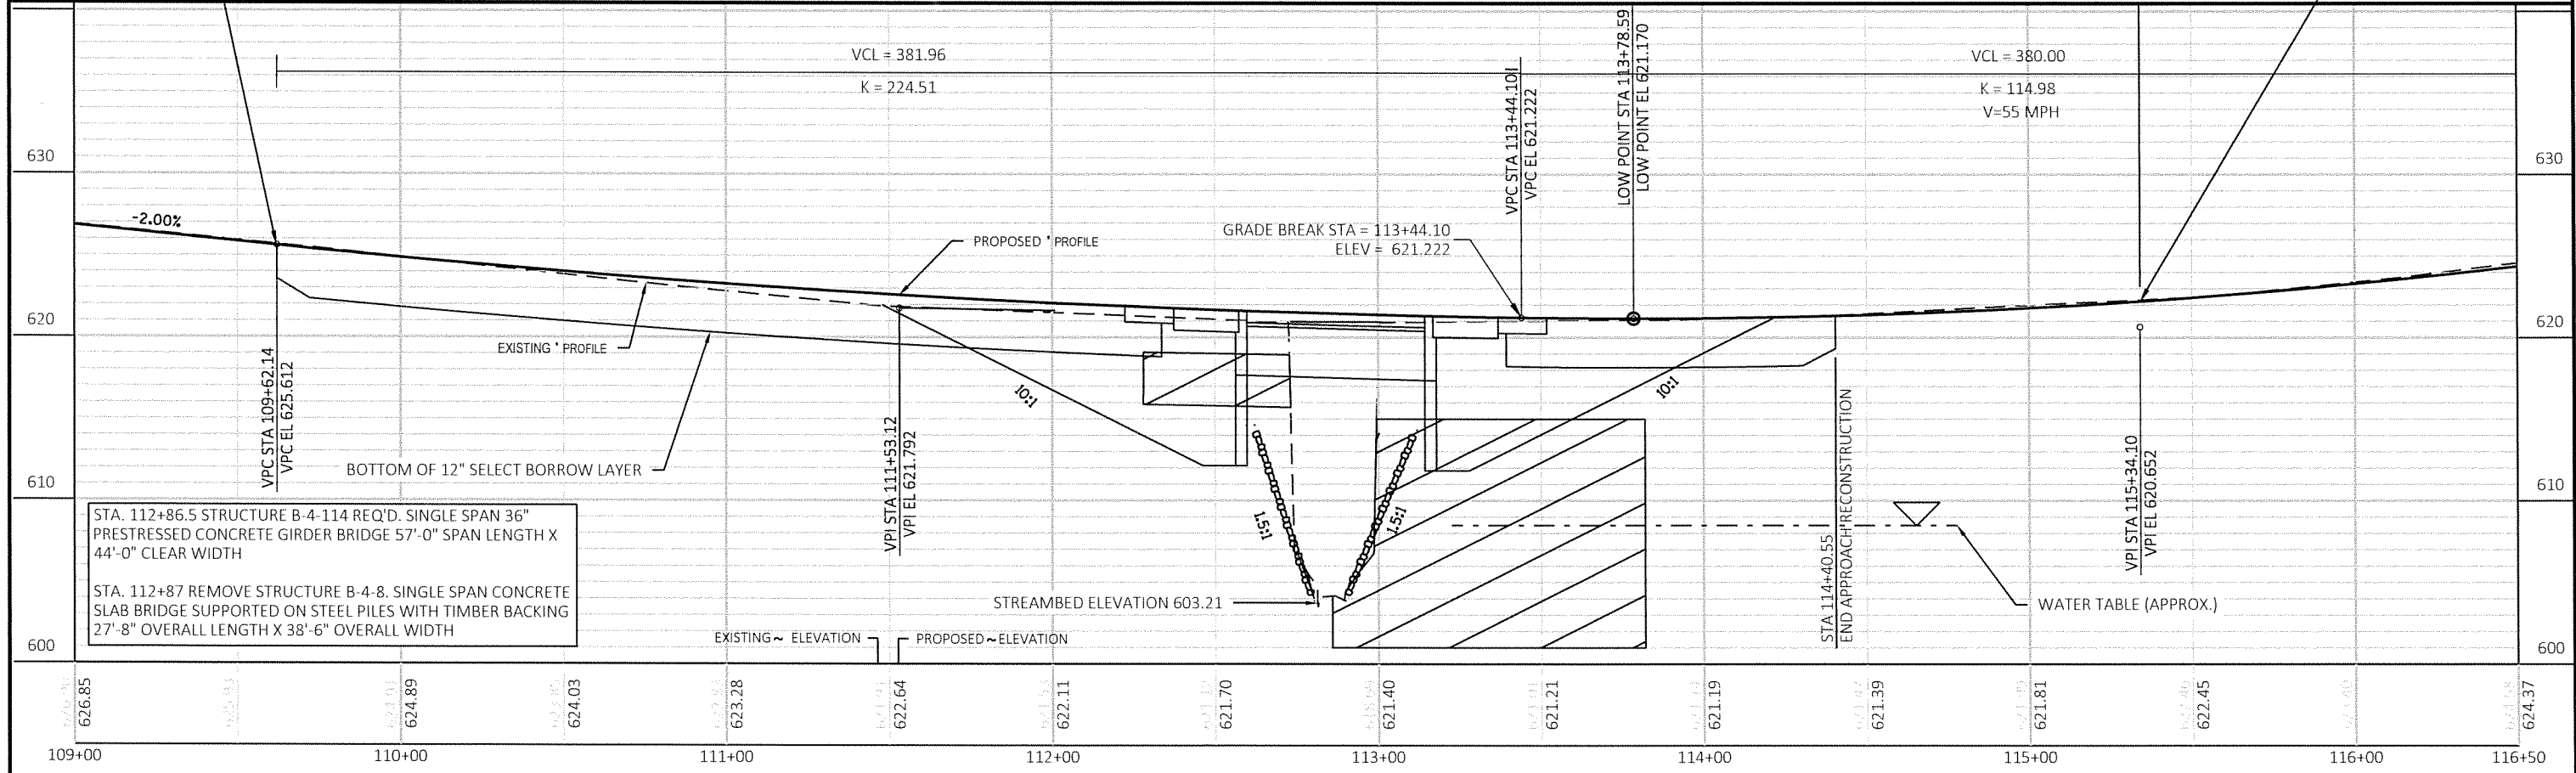 VCL = 381.96
K = 224.51
VPC STA 113+44.10
VPC EL 621.222
LOW POINT STA 113+78.59
LOW POINT EL 621.170
VCL = 380.00
K = 114.98
V=55 MPH
630
630
-2.00%
PROPOSED PROFILE
GRADE BREAK STA = 113+44.10
ELEV = 621.222
620
620
EXISTING PROFILE
VPC STA 109+62.14
VPC EL 625.612
10:1
10:1
VPI STA 111+53.12
VPI EL 621.792
BOTTOM OF 12" SELECT BORROW LAYER
610
610
STA. 112+86.5 STRUCTURE B-4-114 REQ'D. SINGLE SPAN 36"
PRESTRESSED CONCRETE GIRDER BRIDGE 57'-0" SPAN LENGTH X
44'-0" CLEAR WIDTH
STA. 112+87 REMOVE STRUCTURE B-4-8. SINGLE SPAN CONCRETE
SLAB BRIDGE SUPPORTED ON STEEL PILES WITH TIMBER BACKING
27'-8" OVERALL LENGTH X 38'-6" OVERALL WIDTH
1.5:1
1.5:1
STREAMBED ELEVATION 603.21
STA 114+40.55
END APPROACH RECONSTRUCTION
VPI STA 115+34.10
VPI EL 620.652
WATER TABLE (APPROX.)
EXISTING ~ ELEVATION
PROPOSED ~ ELEVATION
600
600
626.85
624.89
624.03
623.28
622.64
622.11
621.70
621.40
621.21
621.19
621.39
621.81
622.45
624.37
109+00
110+00
111+00
112+00
113+00
114+00
115+00
116+00
116+50